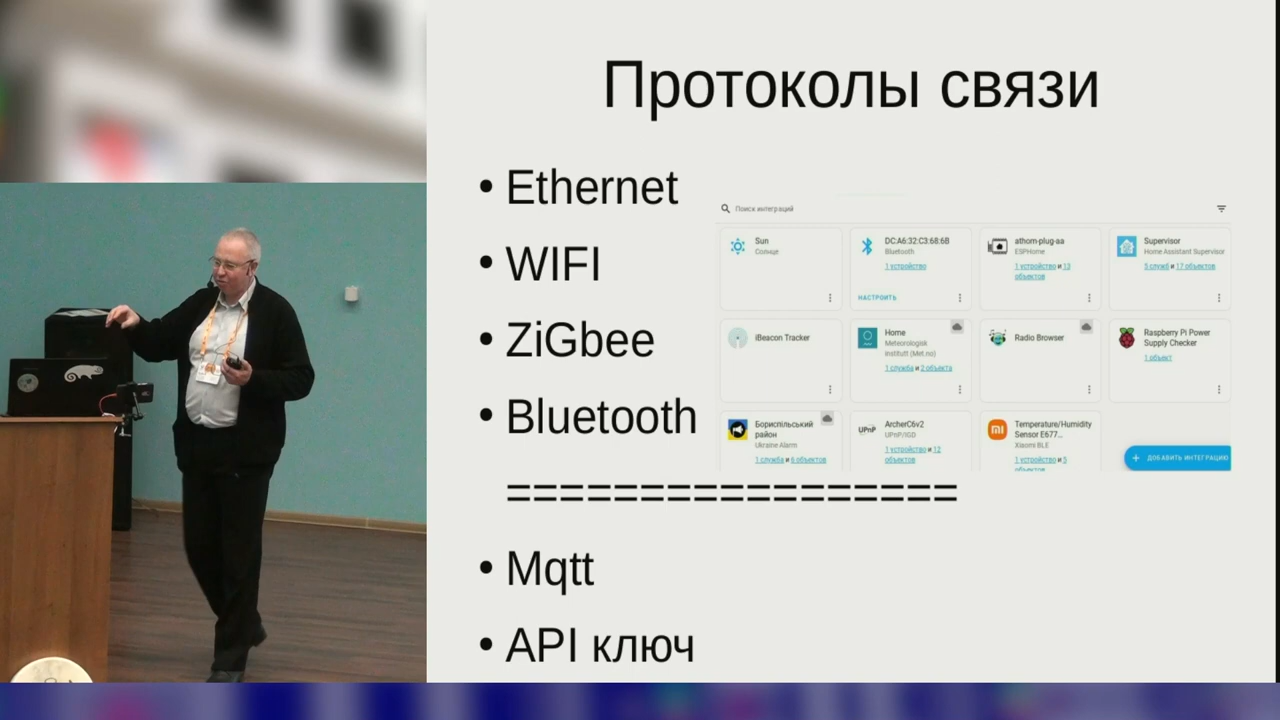 Протоколы связи
• Ethernet
• WIFI
• ZiGbee
• Bluetooth
=================
• Mqtt
• API ключ
Поиск интеграций
Sun
Солнце
DC:A6:32:C3:68:6B
Bluetooth
1 устройство
НАСТРОИТЬ
athom-plug-aa
ESPHome
1 устройство и 13
объектов
Supervisor
Home Assistant Supervisor
5 служб и 17 объектов
iBeacon Tracker
Home
Meteorologisk
institutt (Met.no)
1 служба и 2 объекта
Radio Browser
Raspberry Pi Power
Supply Checker
1 объект
Бориспільський
район
Ukraine Alarm
1 служба и 6 объектов
UPnP
ArcherC6v2
UPnP/IGD
1 устройство и 12
объектов
mi
Temperature/Humidity
Sensor E677...
Xiaomi BLE
1 устройство и 5
объектов
+ ДОБАВИТЬ ИНТЕГРАЦИЮ